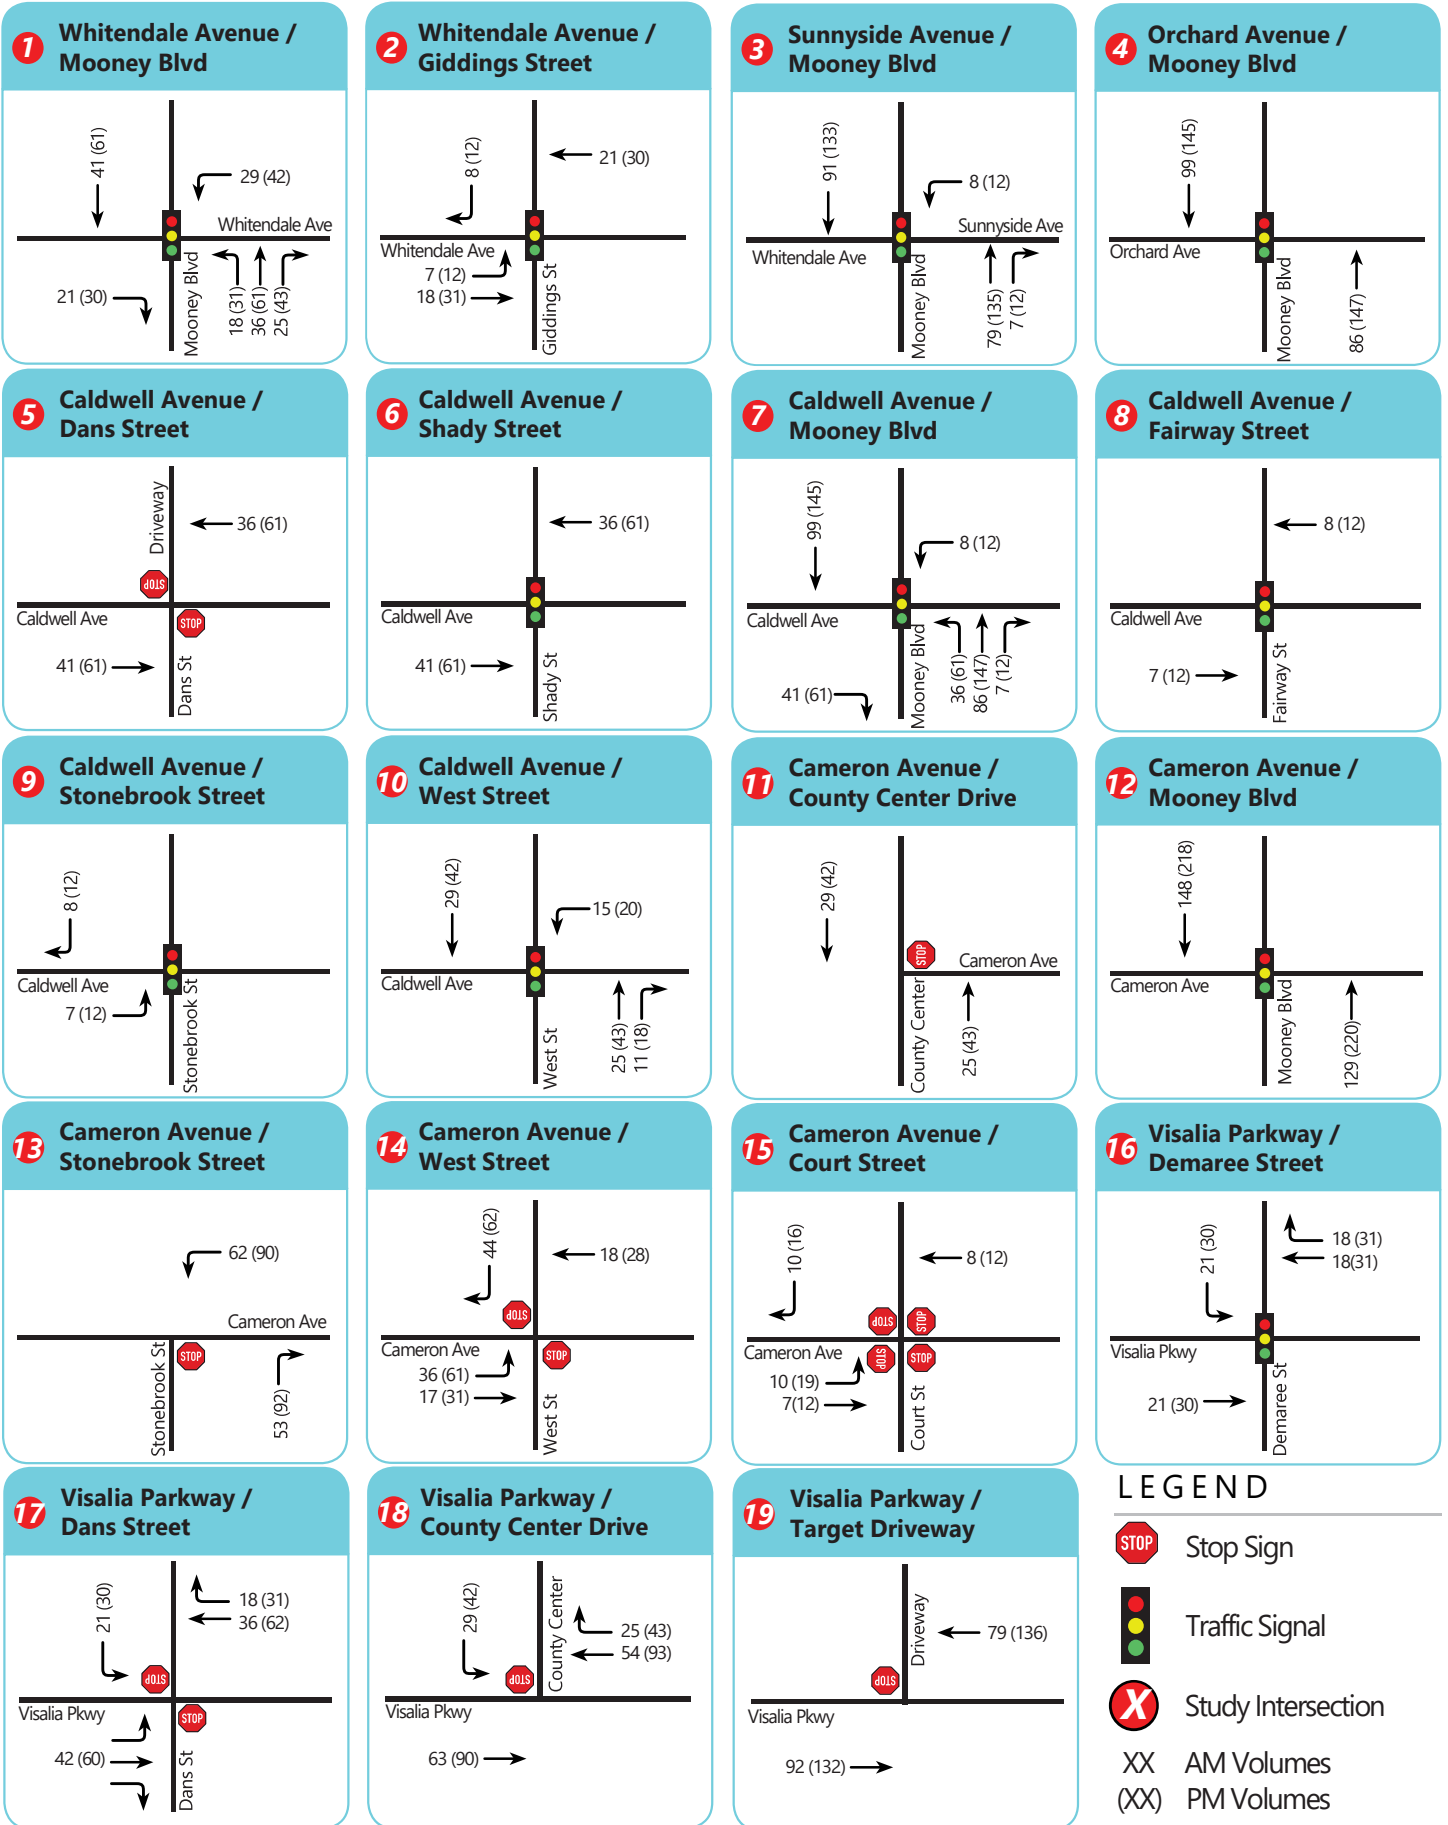 1
Whitendale Avenue /
Mooney Blvd
41 (61)
29 (42)
Whitendale Ave
21 (30)
Mooney Blvd
18 (31)
36 (61)
25 (43)
2
Whitendale Avenue /
Giddings Street
8 (12)
21 (30)
Whitendale Ave
7 (12)
18 (31)
Giddings St
3
Sunnyside Avenue /
Mooney Blvd
91 (133)
8 (12)
Sunnyside Ave
Whitendale Ave
Mooney Blvd
79 (135)
7 (12)
4
Orchard Avenue /
Mooney Blvd
99 (145)
Orchard Ave
Mooney Blvd
86 (147)
5
Caldwell Avenue /
Dans Street
Driveway
36 (61)
STOP
Caldwell Ave
STOP
41 (61)
Dans St
6
Caldwell Avenue /
Shady Street
36 (61)
Caldwell Ave
41 (61)
Shady St
7
Caldwell Avenue /
Mooney Blvd
99 (145)
8 (12)
Caldwell Ave
41 (61)
Mooney Blvd
36 (61)
86 (147)
7 (12)
8
Caldwell Avenue /
Fairway Street
8 (12)
Caldwell Ave
7 (12)
Fairway St
9
Caldwell Avenue /
Stonebrook Street
8 (12)
Caldwell Ave
7 (12)
Stonebrook St
10
Caldwell Avenue /
West Street
29 (42)
15 (20)
Caldwell Ave
West St
25 (43)
11 (18)
11
Cameron Avenue /
County Center Drive
29 (42)
STOP
Cameron Ave
County Center
25 (43)
12
Cameron Avenue /
Mooney Blvd
148 (218)
Cameron Ave
Mooney Blvd
129 (220)
13
Cameron Avenue /
Stonebrook Street
62 (90)
Cameron Ave
Stonebrook St
STOP
53 (92)
14
Cameron Avenue /
West Street
44 (62)
18 (28)
STOP
Cameron Ave
STOP
36 (61)
17 (31)
West St
15
Cameron Avenue /
Court Street
10 (16)
8 (12)
STOP
STOP
Cameron Ave
STOP
STOP
10 (19)
7(12)
Court St
16
Visalia Parkway /
Demaree Street
21 (30)
18 (31)
18(31)
Visalia Pkwy
21 (30)
Demaree St
17
Visalia Parkway /
Dans Street
21 (30)
18 (31)
36 (62)
STOP
Visalia Pkwy
STOP
42 (60)
Dans St
18
Visalia Parkway /
County Center Drive
29 (42)
County Center
25 (43)
54 (93)
STOP
Visalia Pkwy
63 (90)
19
Visalia Parkway /
Target Driveway
Driveway
79 (136)
STOP
Visalia Pkwy
92 (132)
LEGEND
STOP
Stop Sign
Traffic Signal
X
Study Intersection
XX AM Volumes
(XX) PM Volumes